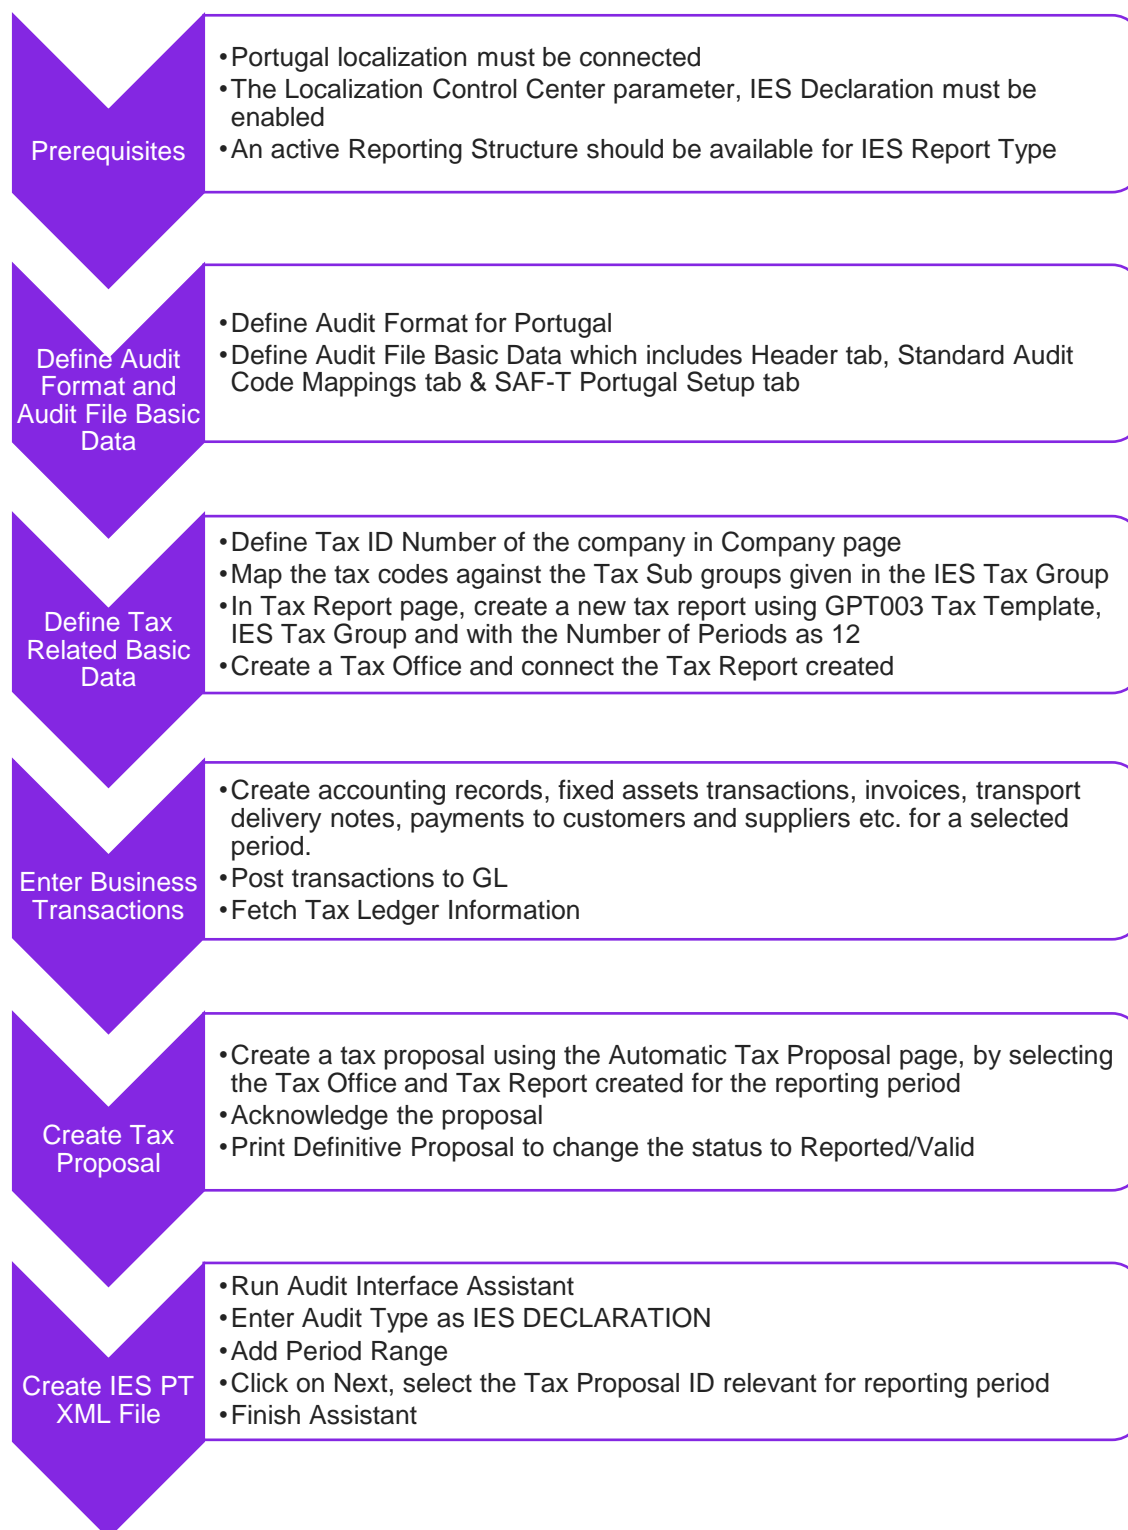 Prerequisites
•Portugal localization must be connected
•The Localization Control Center parameter, IES Declaration must be
enabled
•An active Reporting Structure should be available for IES Report Type
Define Audit
Format and
Audit File Basic
Data
•Define Audit Format for Portugal
•Define Audit File Basic Data which includes Header tab, Standard Audit
Code Mappings tab & SAF-T Portugal Setup tab
Define Tax
Related Basic
Data
•Define Tax ID Number of the company in Company page
•Map the tax codes against the Tax Sub groups given in the IES Tax Group
•In Tax Report page, create a new tax report using GPT003 Tax Template,
IES Tax Group and with the Number of Periods as 12
•Create a Tax Office and connect the Tax Report created
Enter Business
Transactions
•Create accounting records, fixed assets transactions, invoices, transport
delivery notes, payments to customers and suppliers etc. for a selected
period.
•Post transactions to GL
•Fetch Tax Ledger Information
Create Tax
Proposal
•Create a tax proposal using the Automatic Tax Proposal page, by selecting
the Tax Office and Tax Report created for the reporting period
•Acknowledge the proposal
•Print Definitive Proposal to change the status to Reported/Valid
Create IES PT
XML File
•Run Audit Interface Assistant
•Enter Audit Type as IES DECLARATION
•Add Period Range
•Click on Next, select the Tax Proposal ID relevant for reporting period
•Finish Assistant